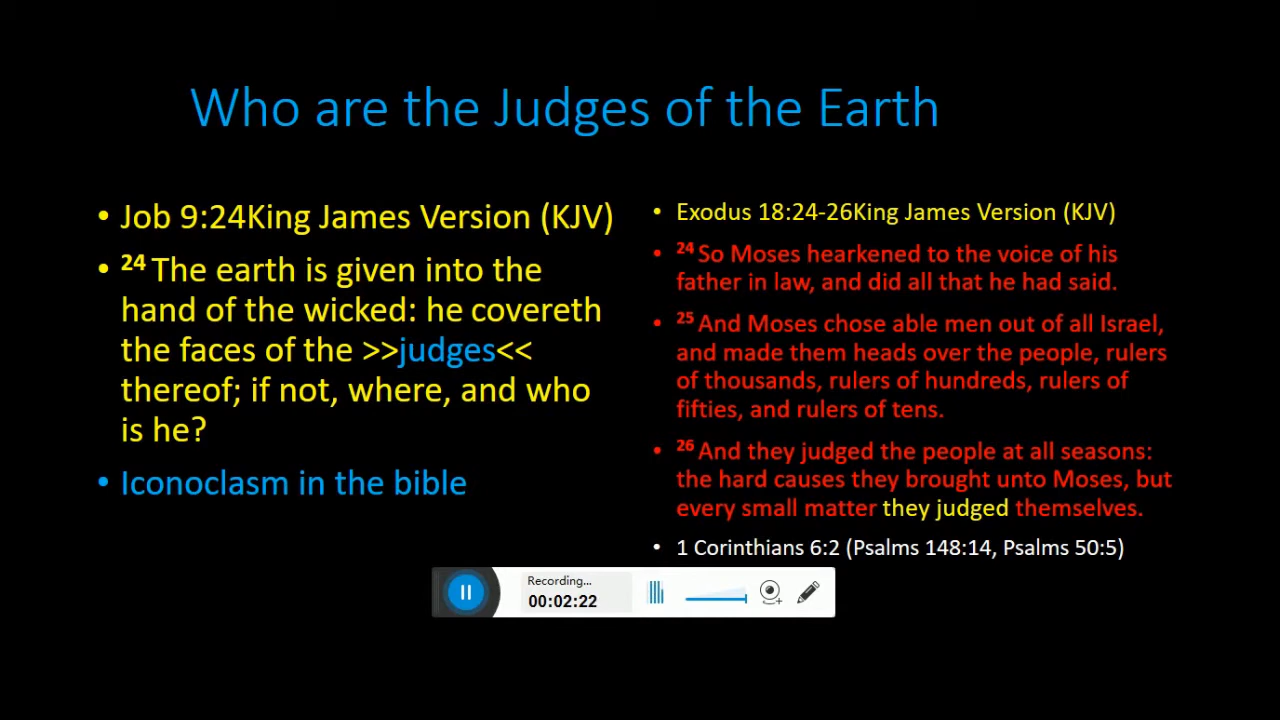 Who are the Judges of the Earth
• Job 9:24King James Version (KJV)
• 24 The earth is given into the
hand of the wicked: he covereth
the faces of the >>judges<<
thereof; if not, where, and who
is he?
• Iconoclasm in the bible
• Exodus 18:24-26King James Version (KJV)
• 24 So Moses hearkened to the voice of his
father in law, and did all that he had said.
• 25 And Moses chose able men out of all Israel,
and made them heads over the people, rulers
of thousands, rulers of hundreds, rulers of
fifties, and rulers of tens.
• 26 And they judged the people at all seasons:
the hard causes they brought unto Moses, but
every small matter they judged themselves.
• 1 Corinthians 6:2 (Psalms 148:14, Psalms 50:5)
Recording...
00:02:22